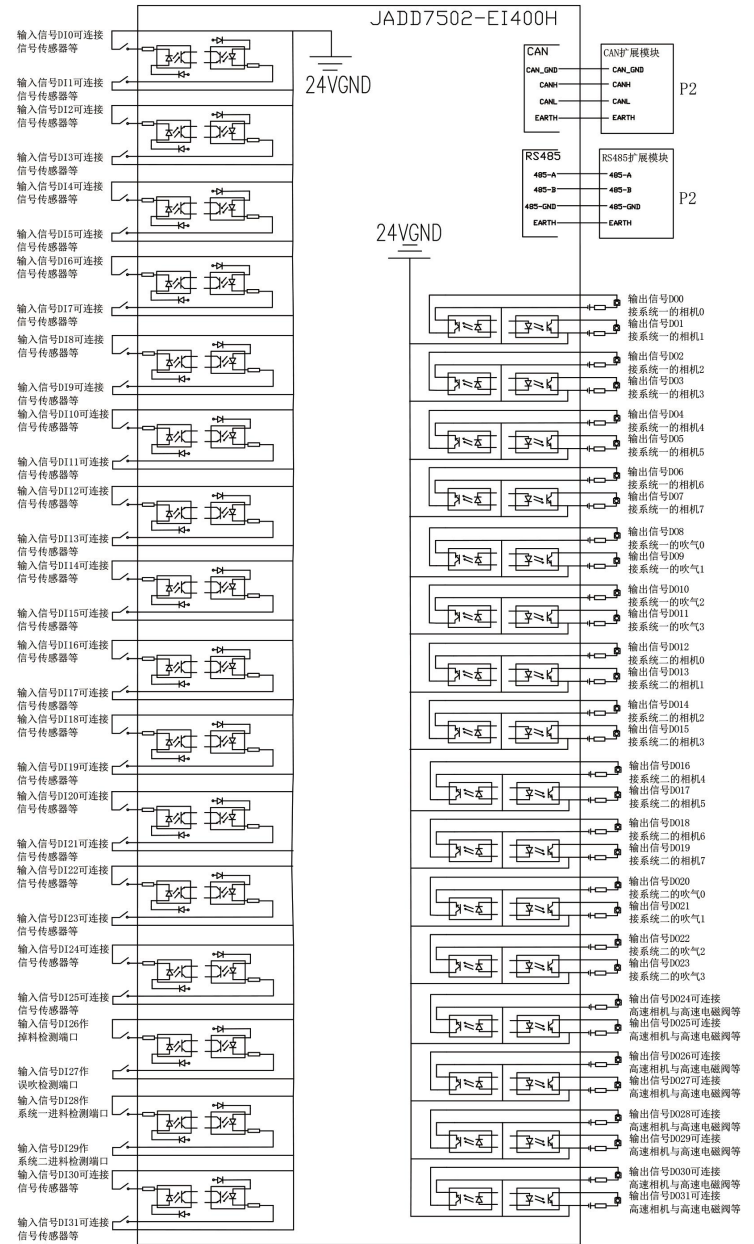 JADD7502-EI400H
输入信号DI0可连接
信号传感器等
输入信号DI1可连接
信号传感器等
输入信号DI2可连接
信号传感器等
输入信号DI3可连接
信号传感器等
输入信号DI4可连接
信号传感器等
输入信号DI5可连接
信号传感器等
输入信号DI6可连接
信号传感器等
输入信号DI7可连接
信号传感器等
输入信号DI8可连接
信号传感器等
输入信号DI9可连接
信号传感器等
输入信号DI10可连接
信号传感器等
输入信号DI11可连接
信号传感器等
输入信号DI12可连接
信号传感器等
输入信号DI13可连接
信号传感器等
输入信号DI14可连接
信号传感器等
输入信号DI15可连接
信号传感器等
输入信号DI16可连接
信号传感器等
输入信号DI17可连接
信号传感器等
输入信号DI18可连接
信号传感器等
输入信号DI19可连接
信号传感器等
输入信号DI20可连接
信号传感器等
输入信号DI21可连接
信号传感器等
输入信号DI22可连接
信号传感器等
输入信号DI23可连接
信号传感器等
输入信号DI24可连接
信号传感器等
输入信号DI25可连接
信号传感器等
输入信号DI26作
掉料检测端口
输入信号DI27作
误吹检测端口
输入信号DI28作
系统一进料检测端口
输入信号DI29作
系统二进料检测端口
输入信号DI30可连接
信号传感器等
输入信号DI31可连接
信号传感器等
24VGND
CAN
CAN_GND
CANH
CANL
EARTH
CAN扩展模块
CAN_GND
CANH
CANL
EARTH
P2
RS485
485-A
485-B
485-GND
EARTH
RS485扩展模块
485-A
485-B
485-GND
EARTH
P2
24VGND
输出信号DO0
接系统一的相机0
输出信号DO1
接系统一的相机1
输出信号DO2
接系统一的相机2
输出信号DO3
接系统一的相机3
输出信号DO4
接系统一的相机4
输出信号DO5
接系统一的相机5
输出信号DO6
接系统一的相机6
输出信号DO7
接系统一的相机7
输出信号DO8
接系统一的吹气0
输出信号DO9
接系统一的吹气1
输出信号DO10
接系统一的吹气2
输出信号DO11
接系统一的吹气3
输出信号DO12
接系统二的相机0
输出信号DO13
接系统二的相机1
输出信号DO14
接系统二的相机2
输出信号DO15
接系统二的相机3
输出信号DO16
接系统二的相机4
输出信号DO17
接系统二的相机5
输出信号DO18
接系统二的相机6
输出信号DO19
接系统二的相机7
输出信号DO20
接系统二的吹气0
输出信号DO21
接系统二的吹气1
输出信号DO22
接系统二的吹气2
输出信号DO23
接系统二的吹气3
输出信号DO24可连接
高速相机与高速电磁阀等
输出信号DO25可连接
高速相机与高速电磁阀等
输出信号DO26可连接
高速相机与高速电磁阀等
输出信号DO27可连接
高速相机与高速电磁阀等
输出信号DO28可连接
高速相机与高速电磁阀等
输出信号DO29可连接
高速相机与高速电磁阀等
输出信号DO30可连接
高速相机与高速电磁阀等
输出信号DO31可连接
高速相机与高速电磁阀等